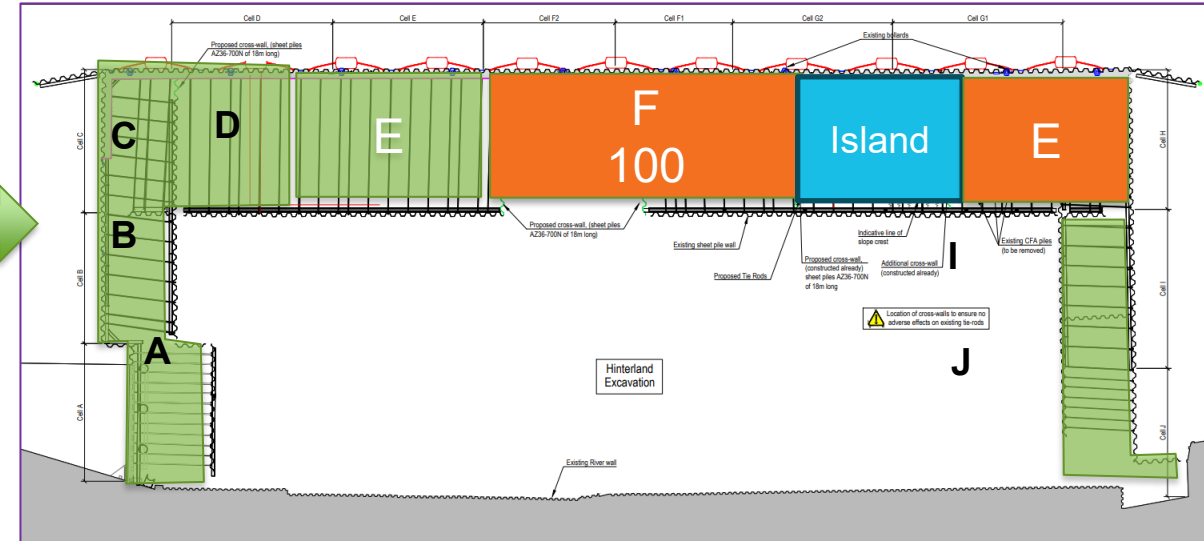 Cell D
Cell E
Cell F2
Cell F1
Cell G2
Cell G1
Proposed cross-wall, (sheet piles
AZ36-700N of 18m long)
Existing bollards
C
D
E
F
100
Island
E
Cell C
Cell H
B
Cell B
Proposed cross-wall, (sheet piles
AZ36-700N of 18m long)
Existing sheet pile wall
Proposed Tie Rods
Proposed cross-wall,
(constructed already)
sheet piles AZ36-700N
of 18m long
Indicative line of
slope crest
Additional cross-wall
(constructed already)
Existing CFA piles
(to be removed)
I
Cell I
Location of cross-walls to ensure no
adverse effects on existing tie-rods
A
J
Hinterland
Excavation
Cell A
Cell J
Existing River wall